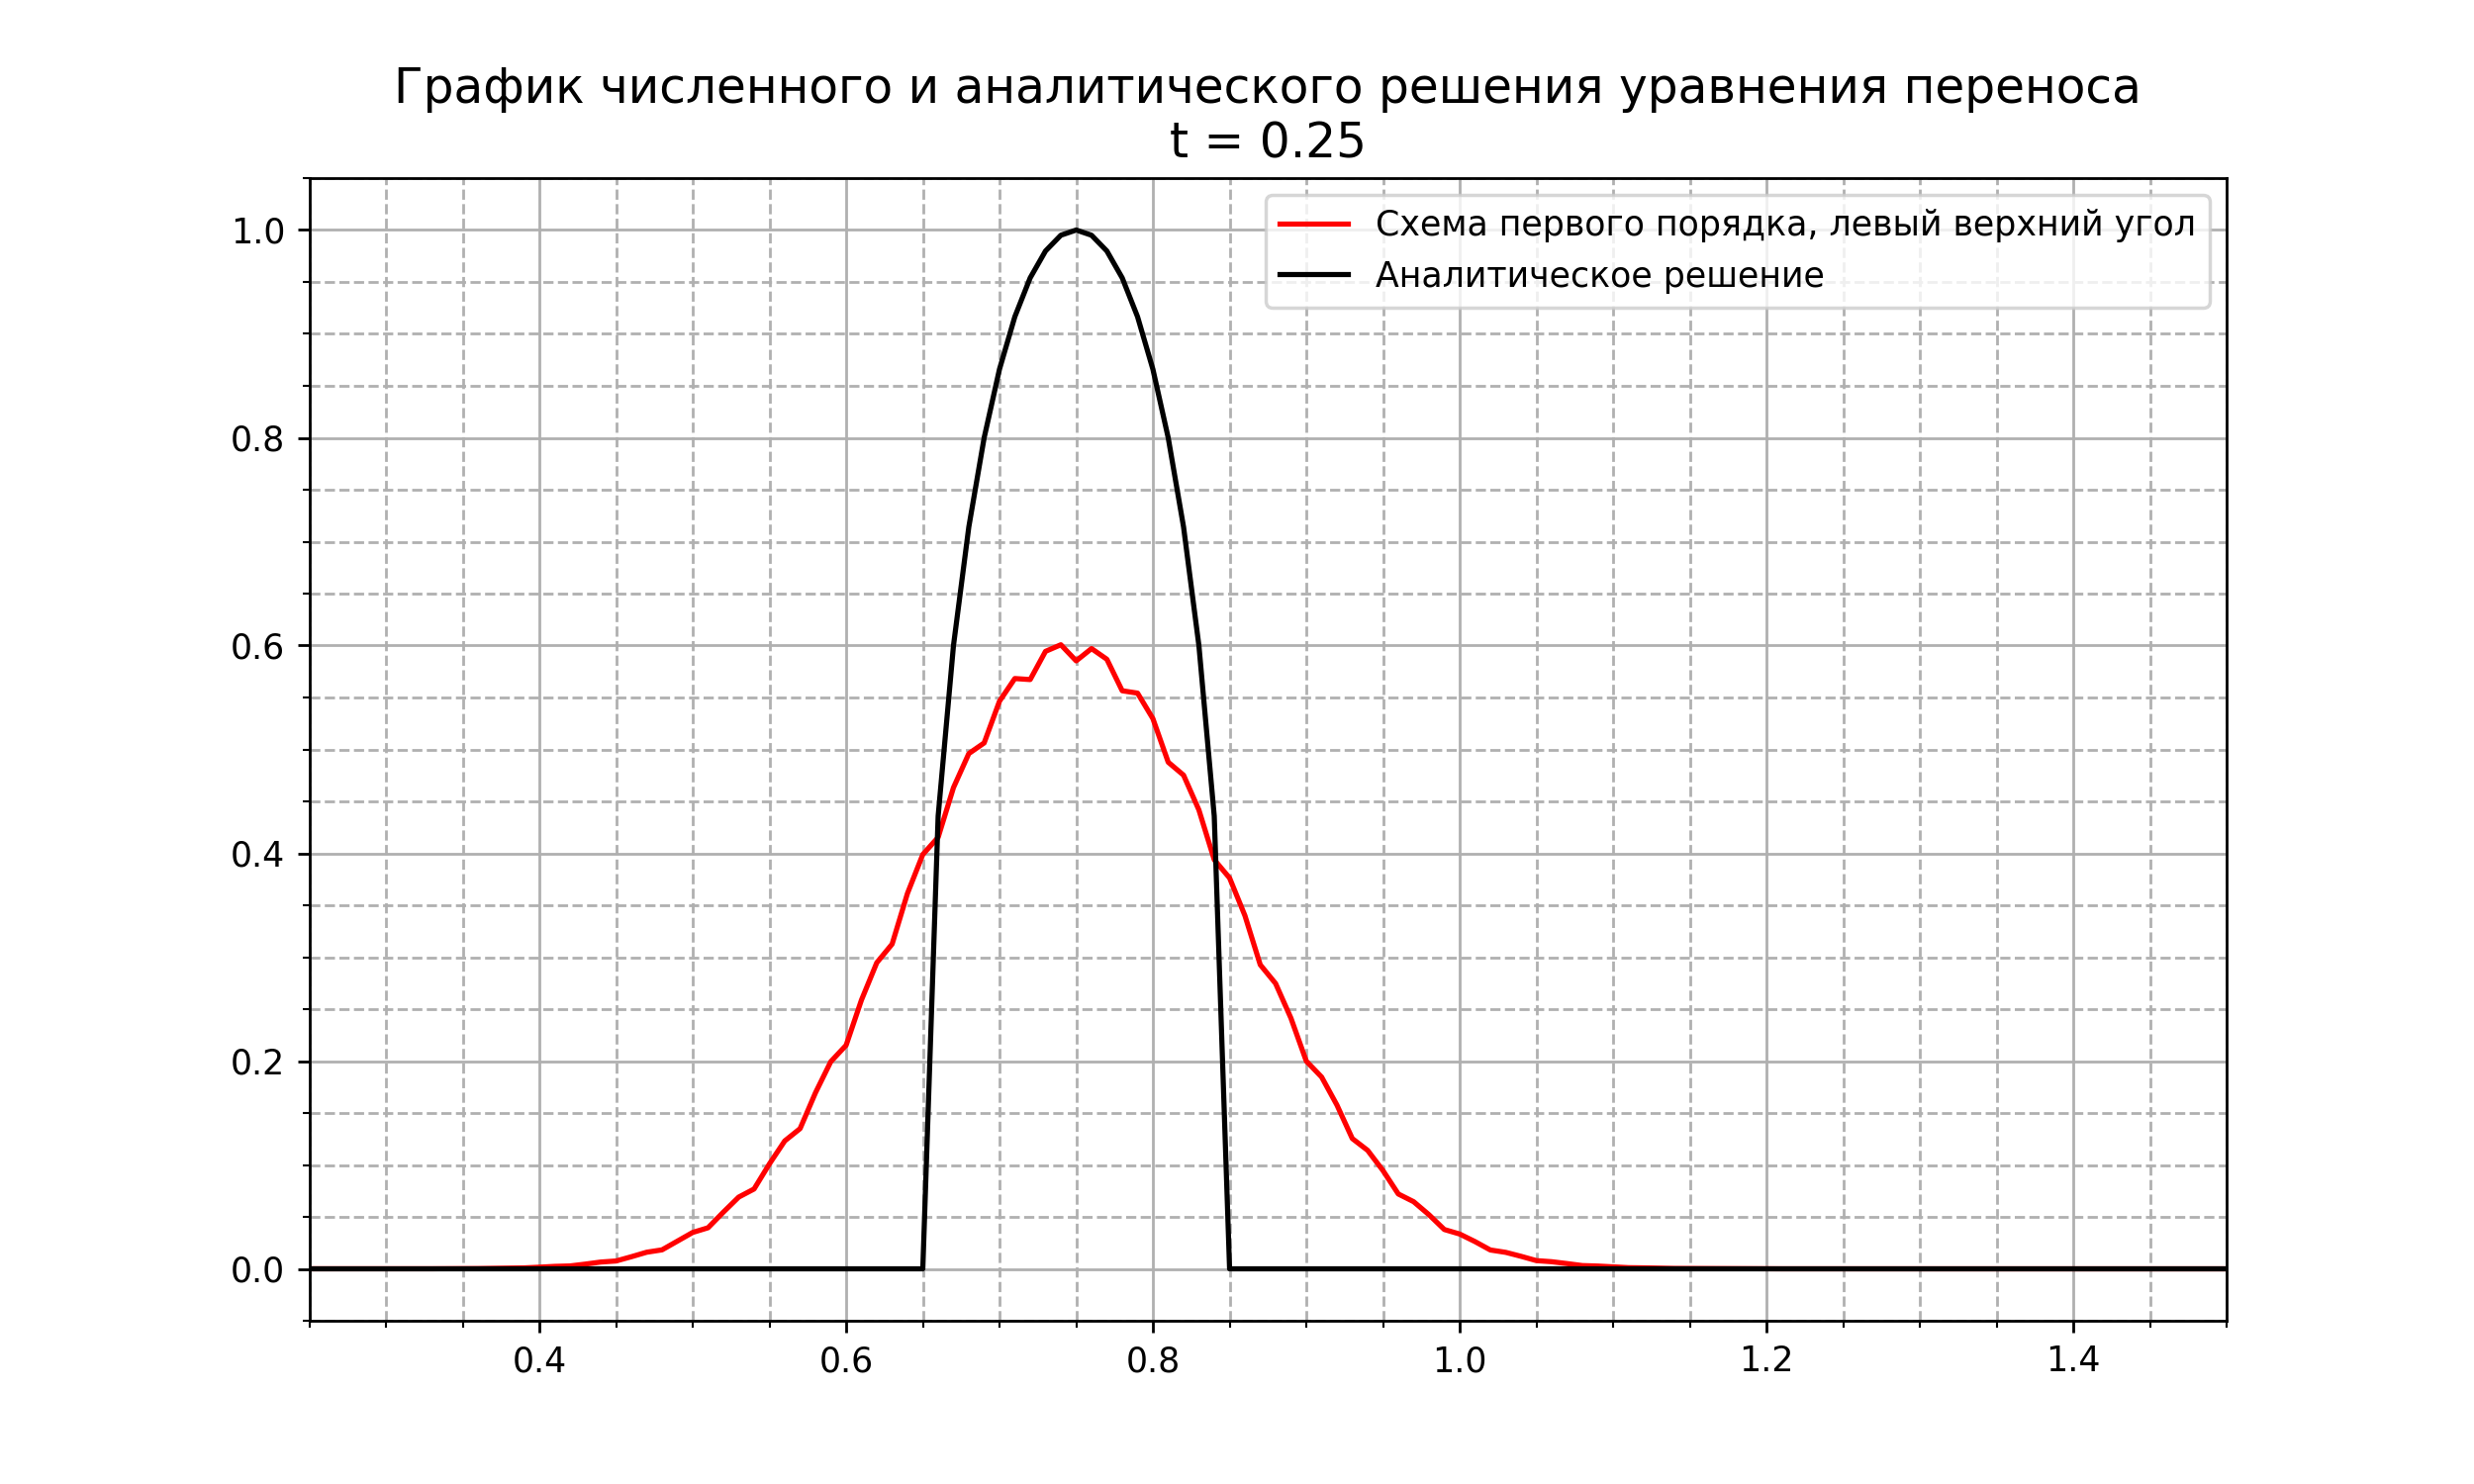 График численного и аналитического решения уравнения переноса
t = 0.25
Схема первого порядка, левый верхний угол
Аналитическое решение
1.0
0.8
0.6
0.4
0.2
0.0
0.4 0.6 0.8 1.0 1.2 1.4